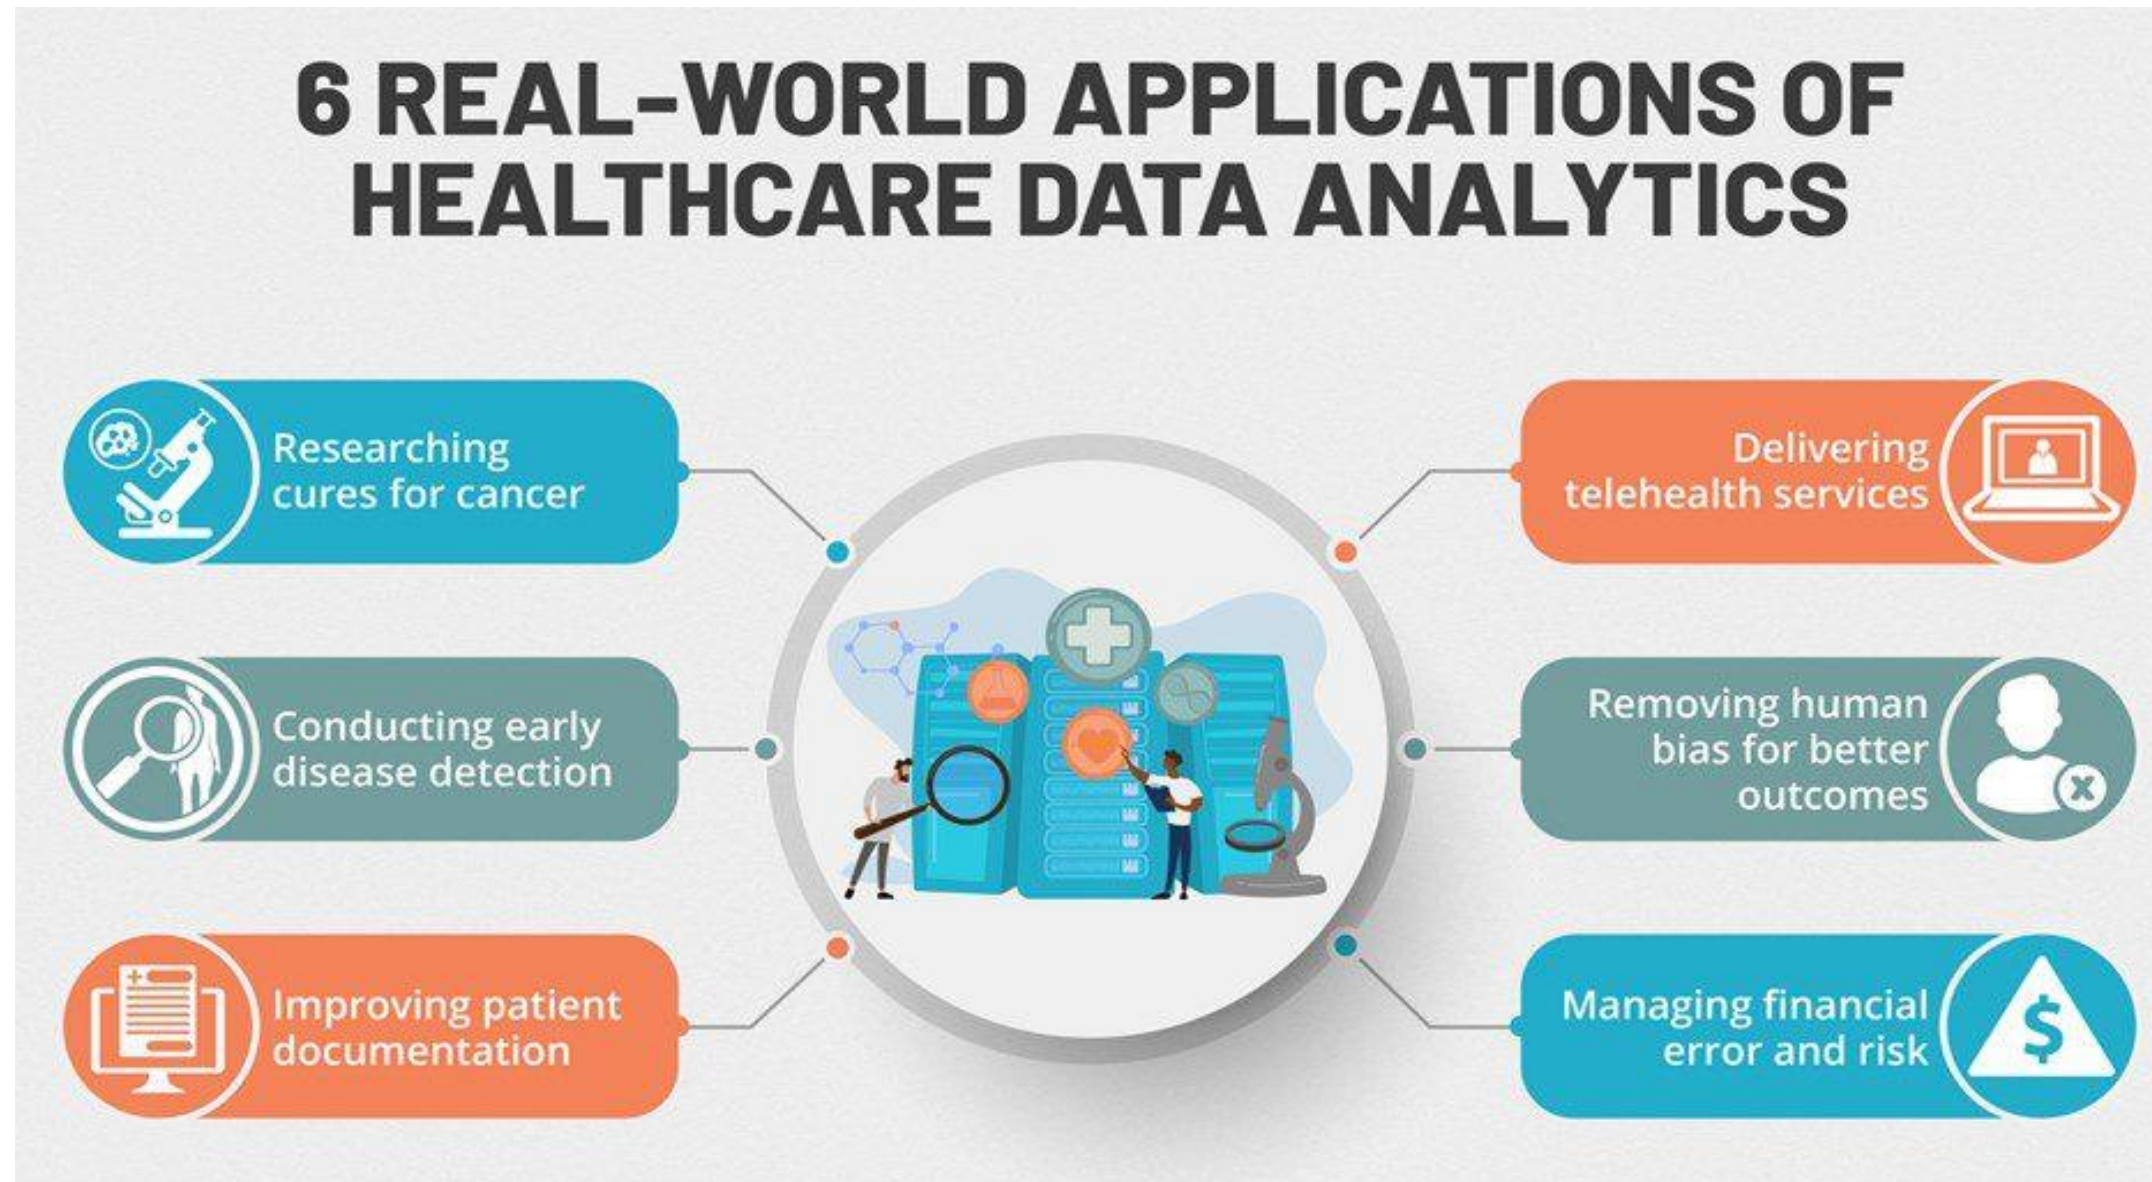 6 REAL-WORLD APPLICATIONS OF
HEALTHCARE DATA ANALYTICS
Researching
cures for cancer
Conducting early
disease detection
Improving patient
documentation
Delivering
telehealth services
Removing human
bias for better
outcomes
Managing financial
error and risk
$